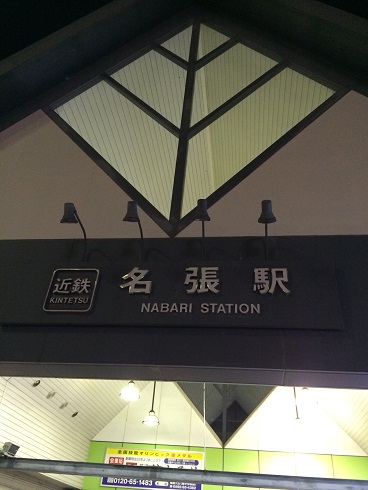 近鉄
KINTETSU
名張駅
NABARI STATION
0120-65-1483